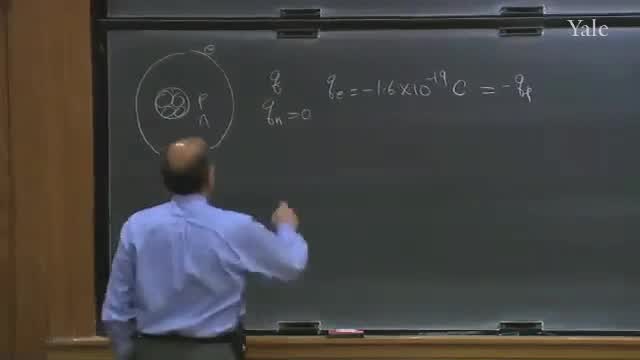 Yale
e
q q_e = -1.6 × 10^-19 C = -q_p
p
q_n = 0
n